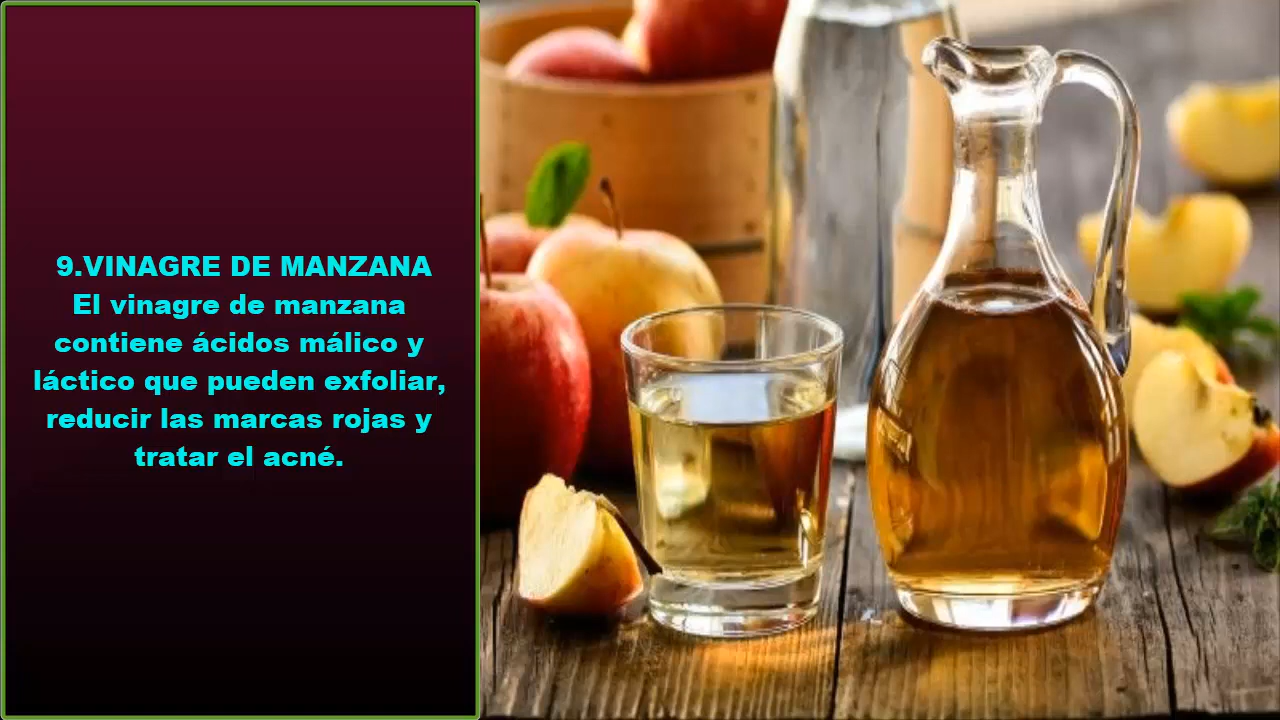 9.VINAGRE DE MANZANA
El vinagre de manzana
contiene ácidos málico y
láctico que pueden exfoliar,
reducir las marcas rojas y
tratar el acné.